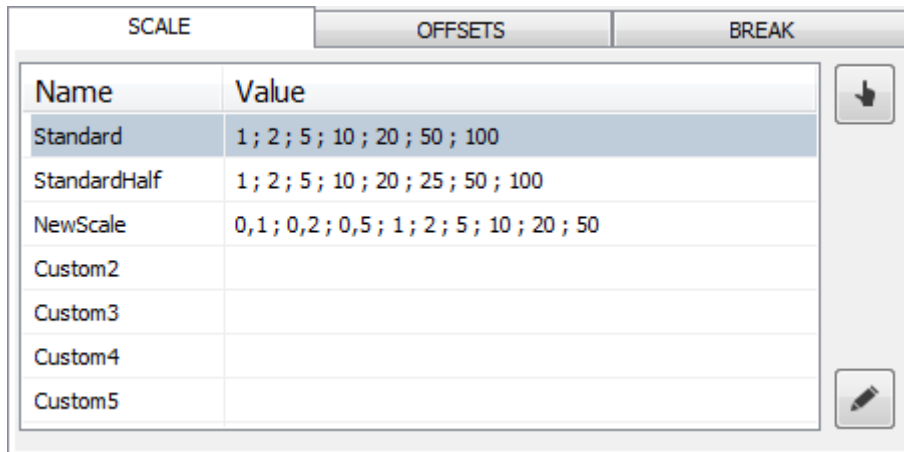 SCALE OFFSETS BREAK
Name Value
Standard 1 ; 2 ; 5 ; 10 ; 20 ; 50 ; 100
StandardHalf 1 ; 2 ; 5 ; 10 ; 20 ; 25 ; 50 ; 100
NewScale 0,1 ; 0,2 ; 0,5 ; 1 ; 2 ; 5 ; 10 ; 20 ; 50
Custom2
Custom3
Custom4
Custom5